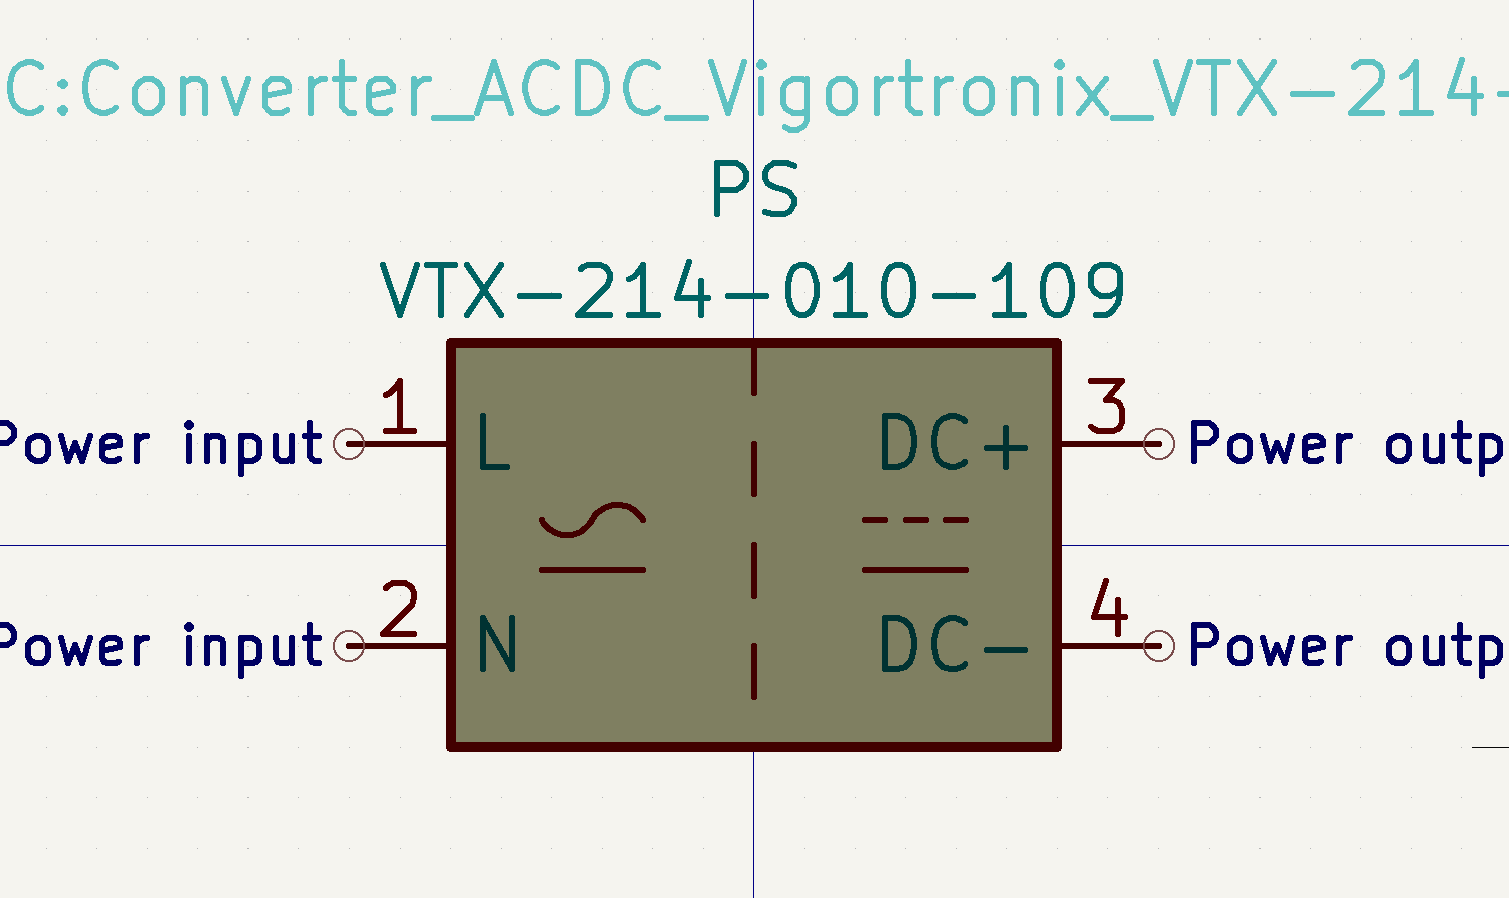 C:Converter_ACDC_Vigortronix_VTX-214-
PS
VTX-214-010-109
Power input 1 L DC+ 3 Power outp
Power input 2 N DC- 4 Power outp